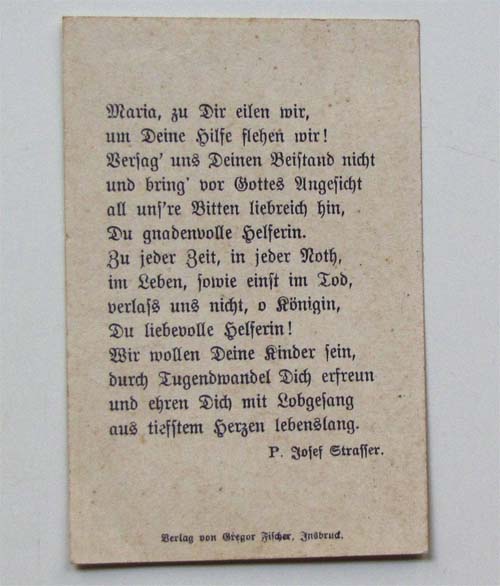 Maria, zu Dir eilen wir,
um Deine Hilfe flehen wir!
Versag' uns Deinen Beistand nicht
und bring' vor Gottes Angesicht
all uns're Bitten liebreich hin,
Du gnadenvolle Helferin.
Zu jeder Zeit, in jeder Noth,
im Leben, sowie einst im Tod,
verlass uns nicht, o Königin,
Du liebevolle Helferin!
Wir wollen Deine Kinder sein,
durch Tugendwandel Dich erfreun
und ehren Dich mit Lobgesang
aus tiefstem Herzen lebenslang.
P. Josef Strasser.
Verlag von Gregor Fischer, Innsbruck.